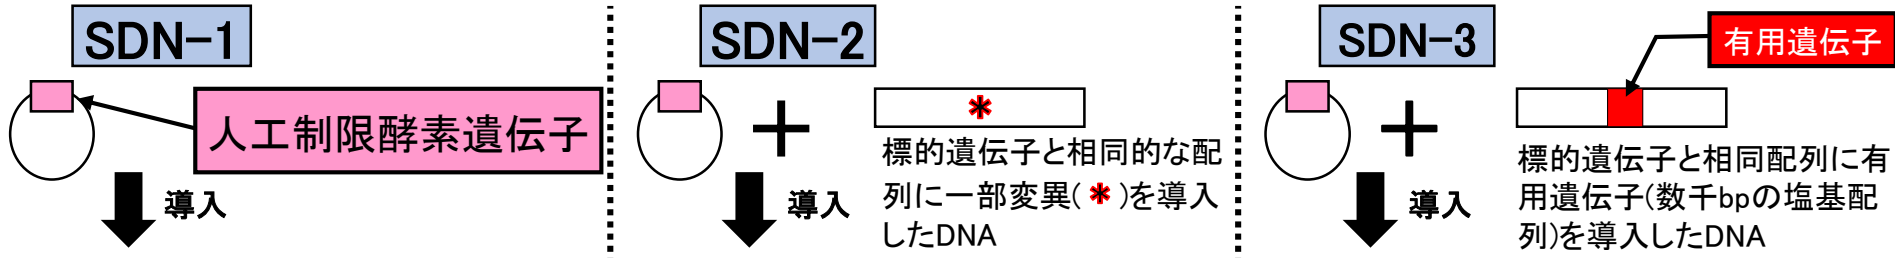 SDN-1
人工制限酵素遺伝子
導入
SDN-2
*
標的遺伝子と相同的な配
列に一部変異(*)を導入
したDNA
導入
SDN-3
有用遺伝子
標的遺伝子と相同配列に有
用遺伝子(数千bpの塩基配
列)を導入したDNA
導入